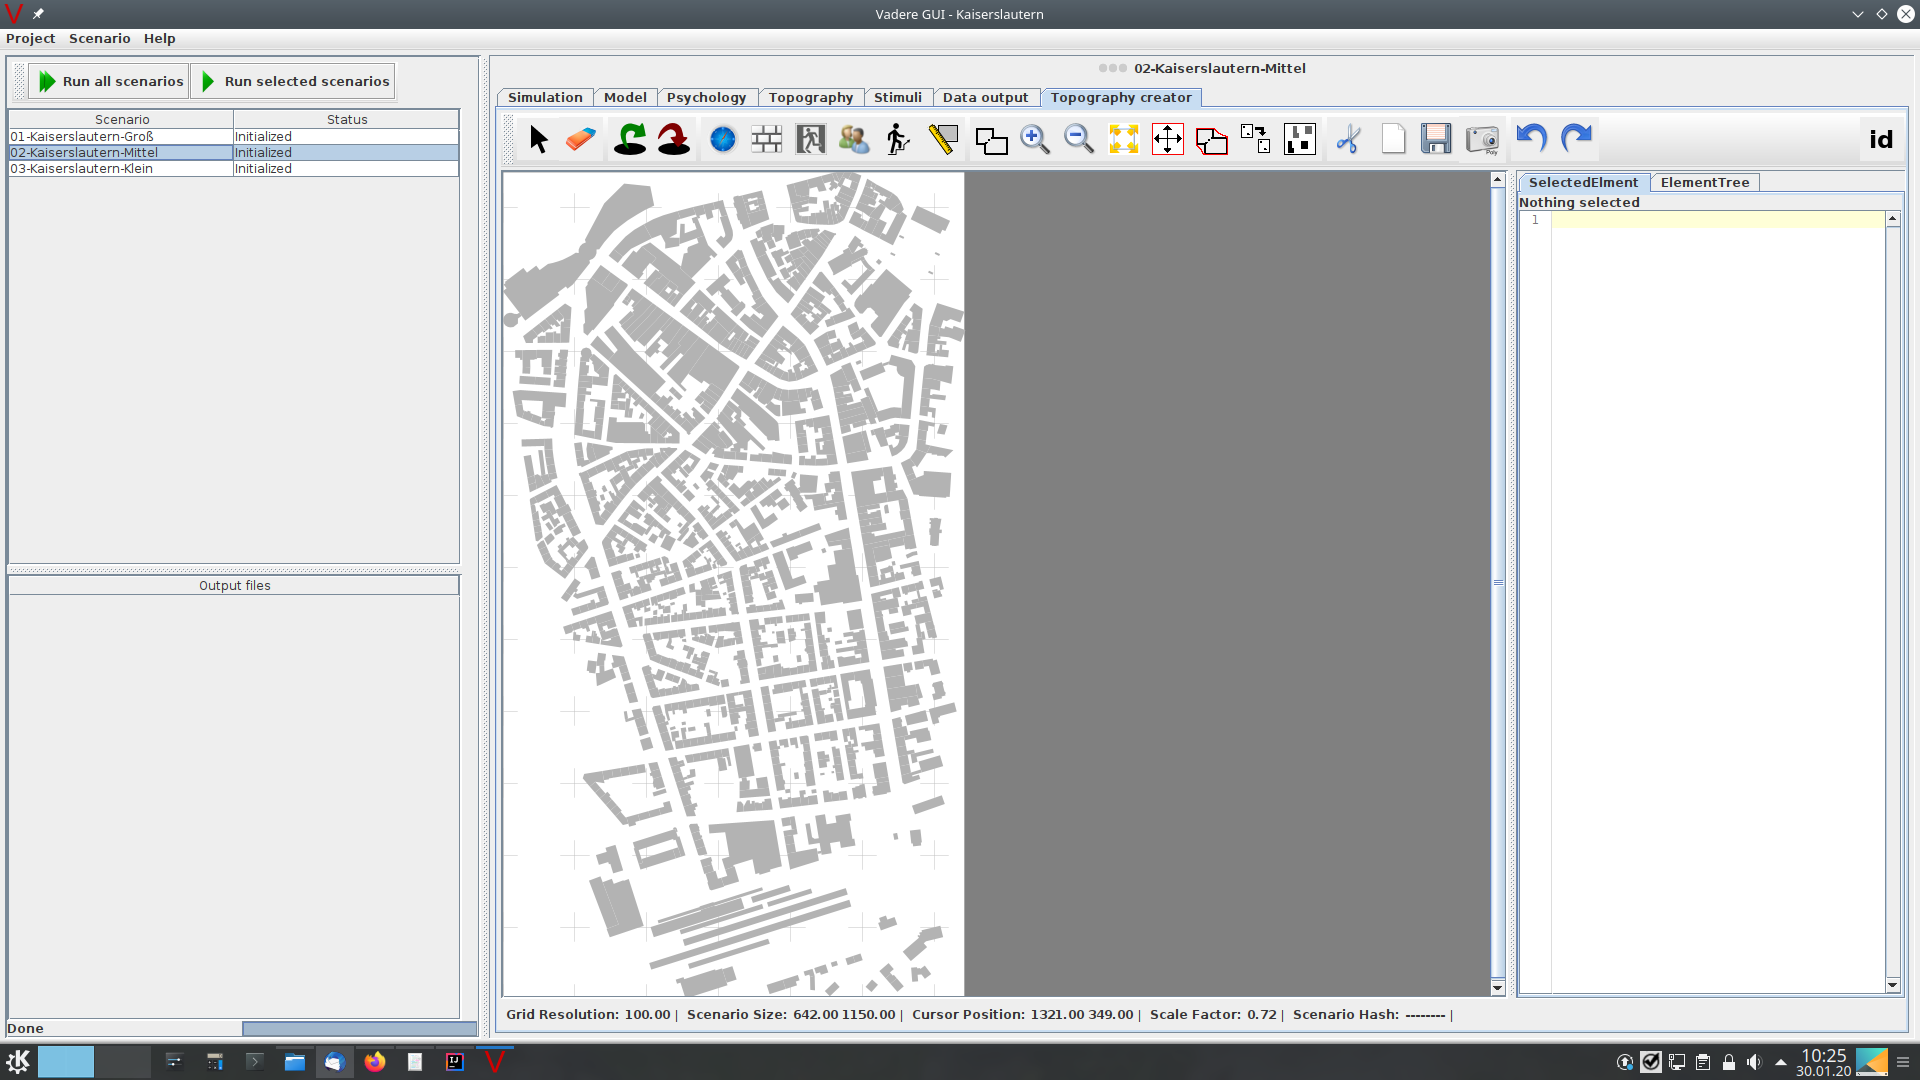 Vadere GUI - Kaiserslautern
Project Scenario Help
Run all scenarios Run selected scenarios
Scenario Status
01-Kaiserslautern-Groß Initialized
02-Kaiserslautern-Mittel Initialized
03-Kaiserslautern-Klein Initialized
Output files
Done
02-Kaiserslautern-Mittel
Simulation Model Psychology Topography Stimuli Data output Topography creator
Poly
id
SelectedElment ElementTree
Nothing selected
1
Grid Resolution: 100.00 | Scenario Size: 642.00 1150.00 | Cursor Position: 1321.00 349.00 | Scale Factor: 0.72 | Scenario Hash: -------- |
IJ
10:25
30.01.20